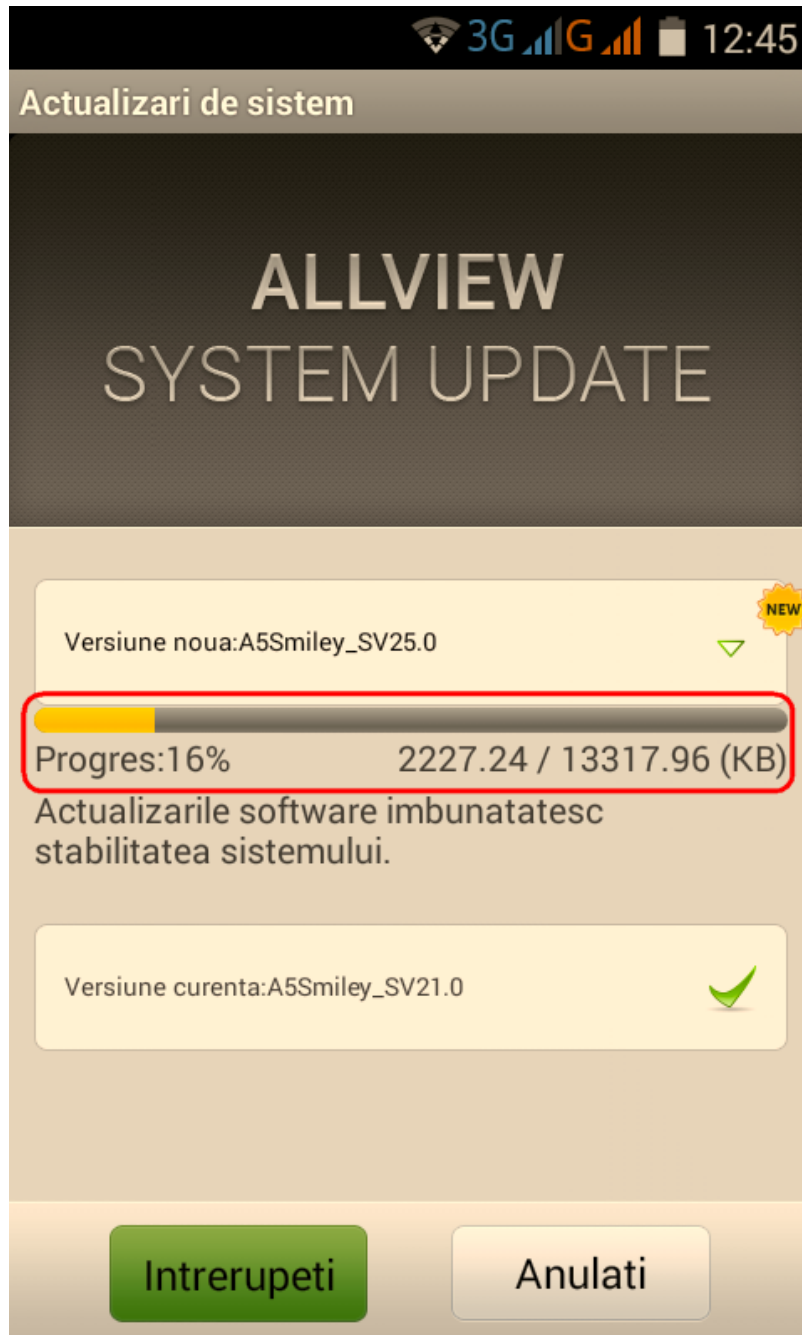 3G G 12:45
Actualizari de sistem
ALLVIEW
SYSTEM UPDATE
NEW
Versiune noua:A5Smiley_SV25.0
Progres:16% 2227.24 / 13317.96 (KB)
Actualizarile software imbunatatesc
stabilitatea sistemului.
Versiune curenta:A5Smiley_SV21.0
Intrerupeti Anulati